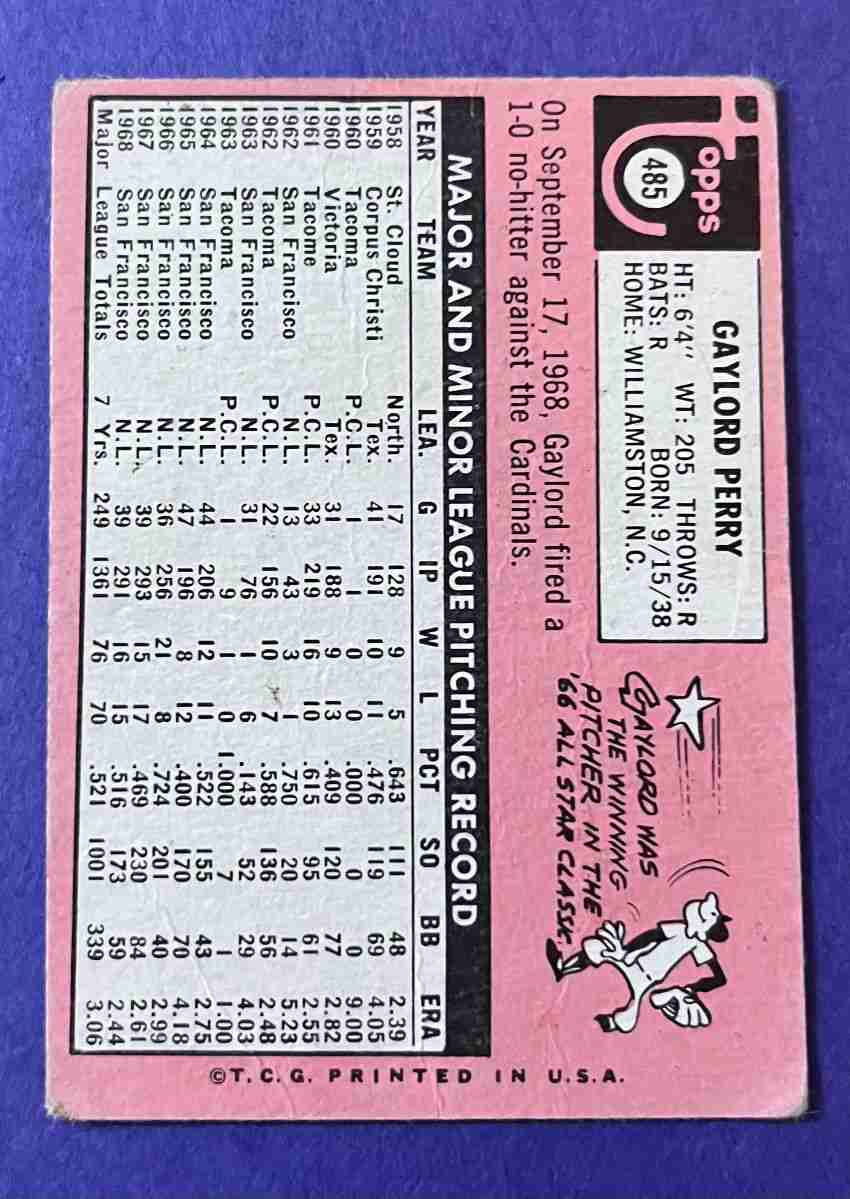 Topps
485
GAYLORD PERRY
HT: 6'4" WT: 205 THROWS: R
BATS: R BORN: 9/15/38
HOME: WILLIAMSTON, N.C.
On September 17, 1968, Gaylord fired a
1-0 no-hitter against the Cardinals.
GAYLORD WAS
THE WINNING
PITCHER IN THE
'66 ALL STAR CLASSIC.
MAJOR AND MINOR LEAGUE PITCHING RECORD
YEAR TEAM LEA. G IP W L PCT SO BB ERA
1958 St. Cloud North. 17 128 9 5 .643 111 48 2.39
1959 Corpus Christi Tex. 41 191 10 11 .476 119 69 4.05
1960 Tacoma P.C.L. 1 1 0 0 .000 0 0 9.00
1960 Victoria Tex. 31 188 9 13 .409 120 77 2.82
1961 Tacome P.C.L. 33 219 16 10 .615 95 61 2.55
1962 San Francisco N.L. 13 43 3 1 .750 20 14 5.23
1962 Tacoma P.C.L. 22 156 10 7 .588 136 56 2.48
1963 San Francisco N.L. 31 76 1 6 .143 52 29 4.03
1963 Tacoma P.C.L. 1 9 1 0 1.000 7 1 1.00
1964 San Francisco N.L. 44 206 12 11 .522 155 43 2.75
1965 San Francisco N.L. 47 196 8 12 .400 170 70 4.18
1966 San Francisco N.L. 36 256 21 8 .724 201 40 2.99
1967 San Francisco N.L. 39 293 15 17 .469 230 84 2.61
1968 San Francisco N.L. 39 291 16 15 .516 173 59 2.44
Major League Totals 7 Yrs. 249 1361 76 70 .521 1001 339 3.06
©T.C.G. PRINTED IN U.S.A.